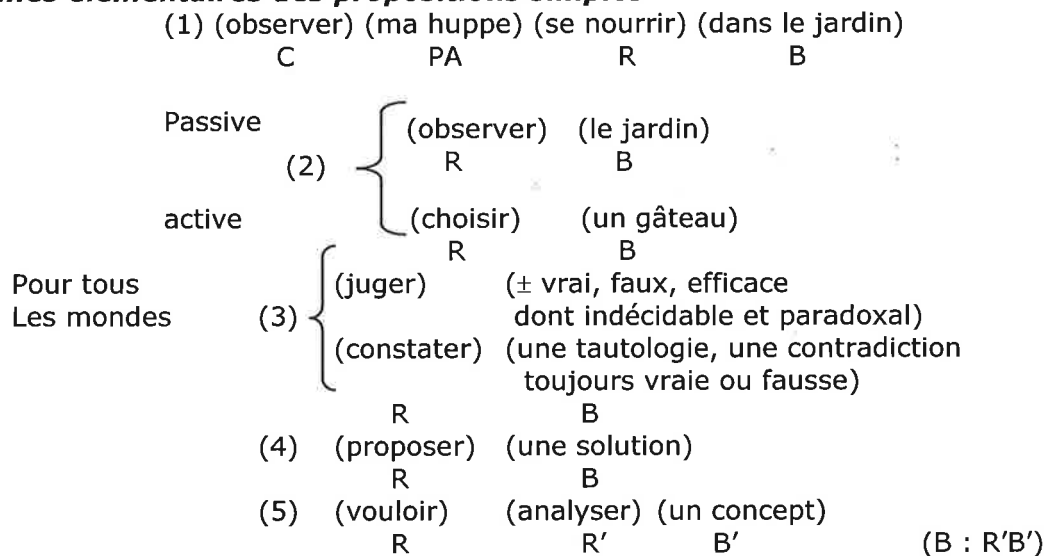 (1) (observer) (ma huppe) (se nourrir) (dans le jardin)
C PA R B
Passive
(observer) (le jardin)
(2)
R B
active
(choisir) (un gâteau)
R B
Pour tous
Les mondes
(3)
(juger) (± vrai, faux, efficace
dont indécidable et paradoxal)
(constater) (une tautologie, une contradiction
toujours vraie ou fausse)
R B
(4) (proposer) (une solution)
R B
(5) (vouloir) (analyser) (un concept)
R R' B' (B : R'B')